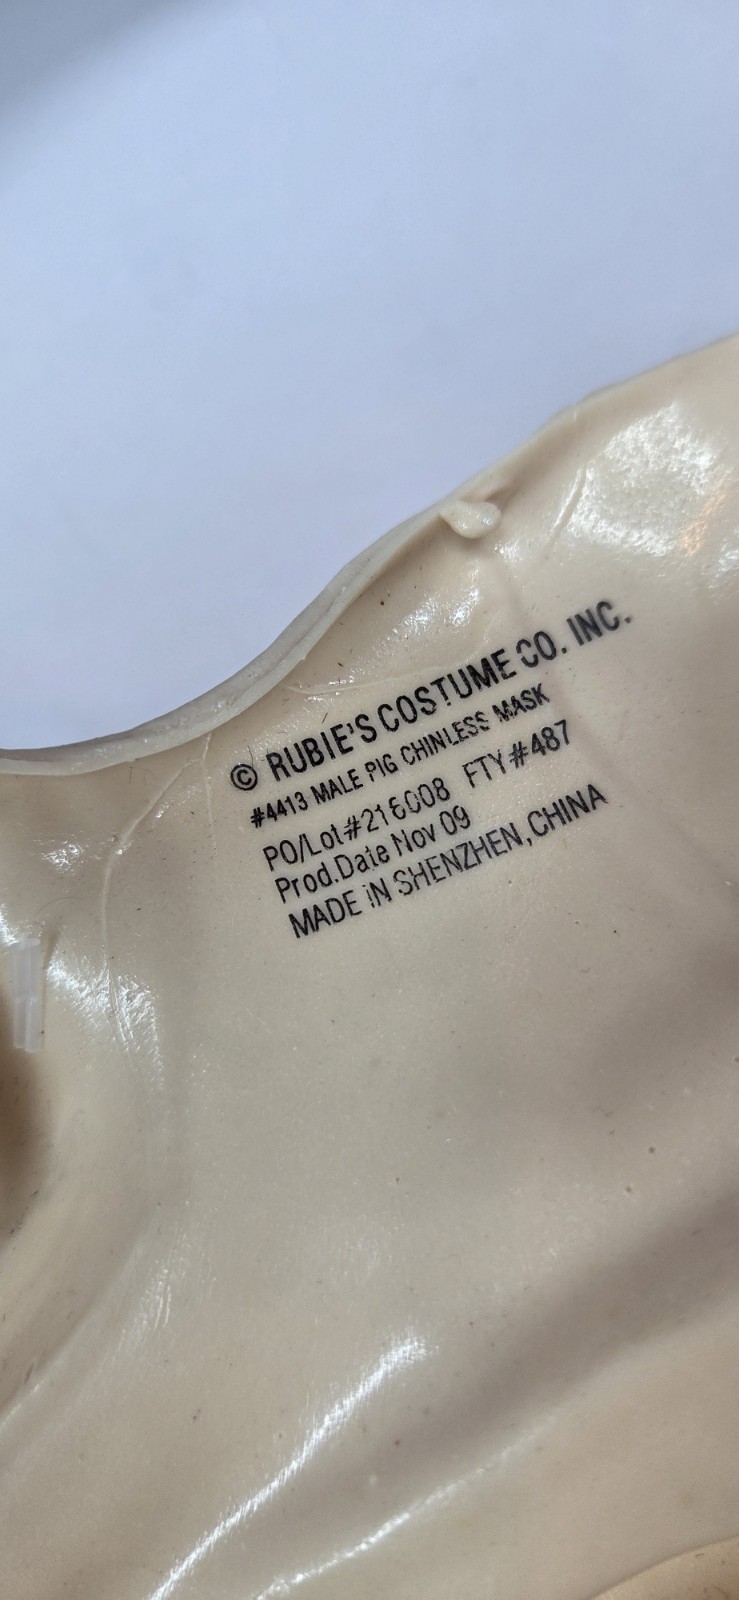 © RUBIE'S COSTUME CO. INC.
#4413 MALE PIG CHINLESS MASK
PO/Lot#216008 FTY#487
Prod.Date Nov 09
MADE iN SHENZHEN, CHINA